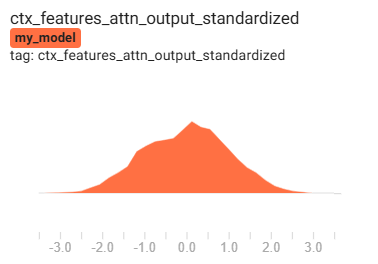 ctx_features_attn_output_standardized
my_model
tag: ctx_features_attn_output_standardized
-3.0 -2.0 -1.0 0.0 1.0 2.0 3.0